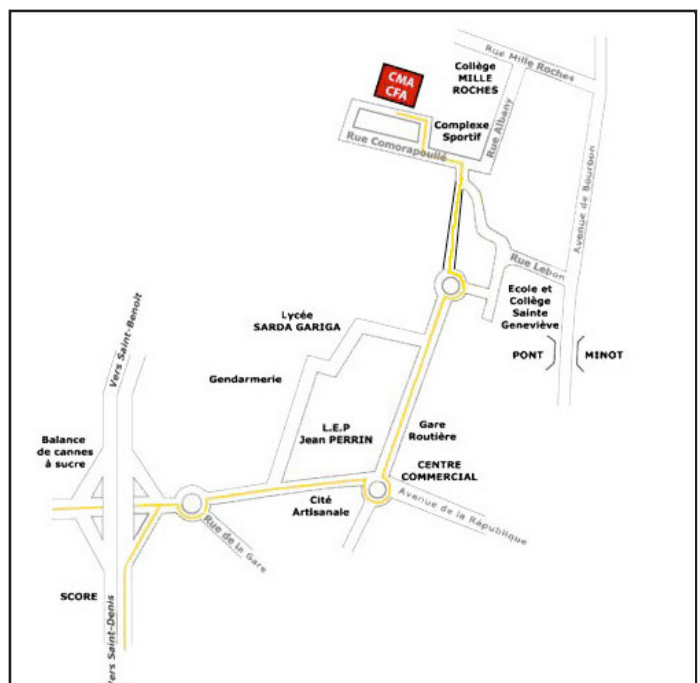 Rue Mille Roches
Collège
MILLE
ROCHES
CMA
CFA
Complexe
Sportif
Rue Albany
Rue Comorapoullé
Avenue de Bourbon
Rue Lebon
Ecole et
Collège
Sainte
Geneviève
Lycée
SARDA GARIGA
PONT
MINOT
Vers Saint-Benoit
Gendarmerie
L.E.P
Jean PERRIN
Gare
Routière
Balance
de cannes
à sucre
CENTRE
COMMERCIAL
Cité
Artisanale
Avenue de la République
Rue de la Gare
SCORE
Vers Saint-Denis